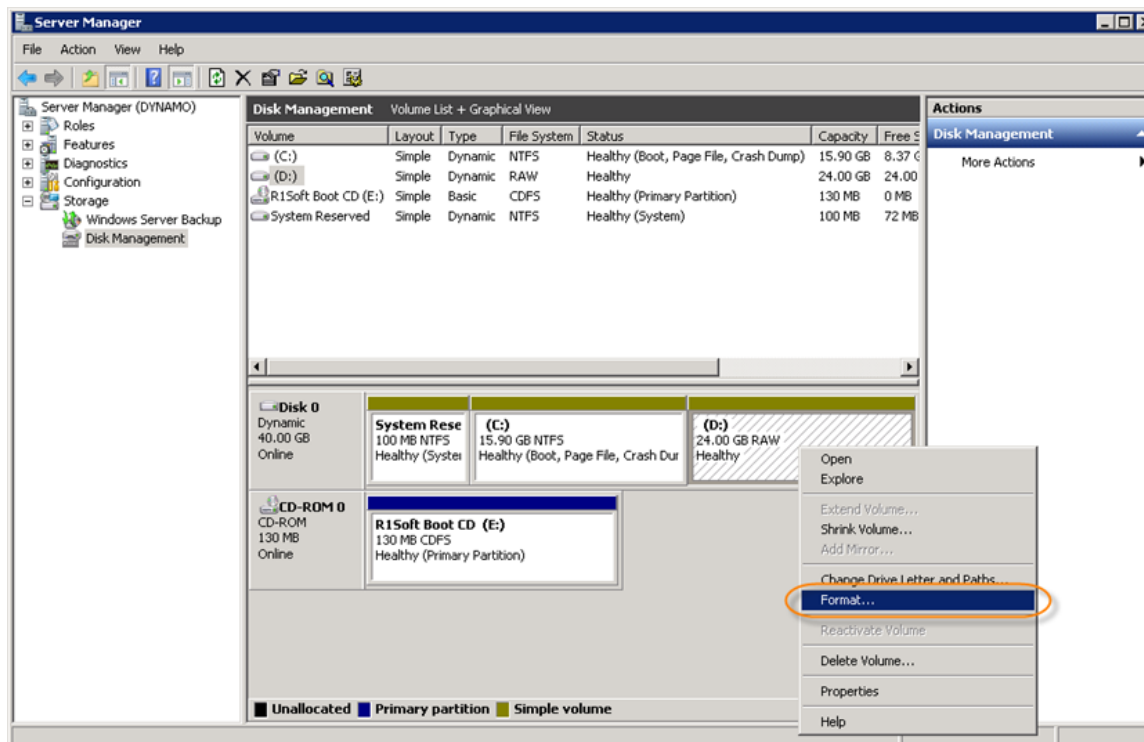 Server Manager
File Action View Help
Server Manager (DYNAMO)
Roles
Features
Diagnostics
Configuration
Storage
Windows Server Backup
Disk Management
Disk Management Volume List + Graphical View
Volume Layout Type File System Status Capacity Free S
(C:) Simple Dynamic NTFS Healthy (Boot, Page File, Crash Dump) 15.90 GB 8.37 G
(D:) Simple Dynamic RAW Healthy 24.00 GB 24.00
R1Soft Boot CD (E:) Simple Basic CDFS Healthy (Primary Partition) 130 MB 0 MB
System Reserved Simple Dynamic NTFS Healthy (System) 100 MB 72 MB
Disk 0
Dynamic
40.00 GB
Online
System Rese
100 MB NTFS
Healthy (Syster
(C:)
15.90 GB NTFS
Healthy (Boot, Page File, Crash Dur
(D:)
24.00 GB RAW
Healthy
CD-ROM 0
CD-ROM
130 MB
Online
R1Soft Boot CD (E:)
130 MB CDFS
Healthy (Primary Partition)
Unallocated Primary partition Simple volume
Actions
Disk Management
More Actions
Open
Explore
Extend Volume...
Shrink Volume...
Add Mirror...
Change Drive Letter and Paths...
Format...
Reactivate Volume
Delete Volume...
Properties
Help